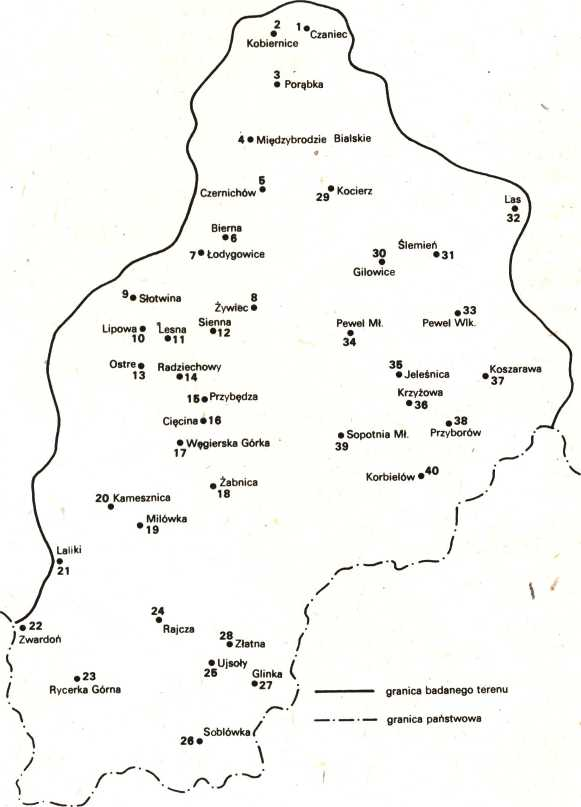 2
1
Czaniec
Kobiernice
3
Porąbka
4
Międzybrodzie Bialskie
5
Czernichów
29
Kocierz
Las
32
Bierna
6
7
Łodygowice
30
Gilowice
Ślemień
31
9
Słotwina
8
Żywiec
Lipowa
10
Lesna
11
Sienna
12
33
Pewel Wlk.
Pewel Mł.
34
Ostre
13
Radziechowy
14
35
Jeleśnica
Koszarawa
37
15
Przybędza
Krzyżowa
36
Cięcina
16
38
Przyborów
17
Węgierska Górka
Sopotnia Mł.
39
Żabnica
18
Korbielów
40
20
Kamesznica
Milówka
19
Laliki
21
22
Zwardoń
24
Rajcza
28
Złatna
Ujsoły
25
23
Rycerka Górna
Glinka
27
granica badanego terenu
granica państwowa
Soblówka
26